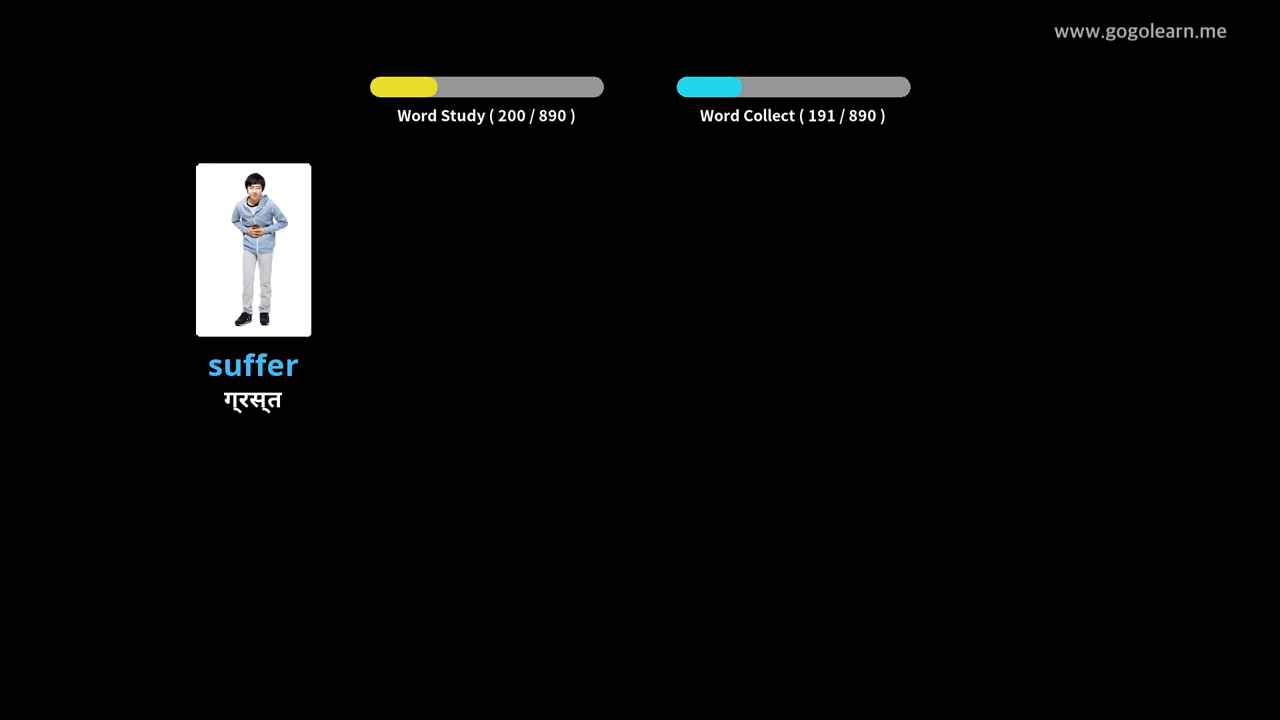 www.gogolearn.me
Word Study ( 200 / 890 )
Word Collect ( 191 / 890 )
suffer
ग्रस्त